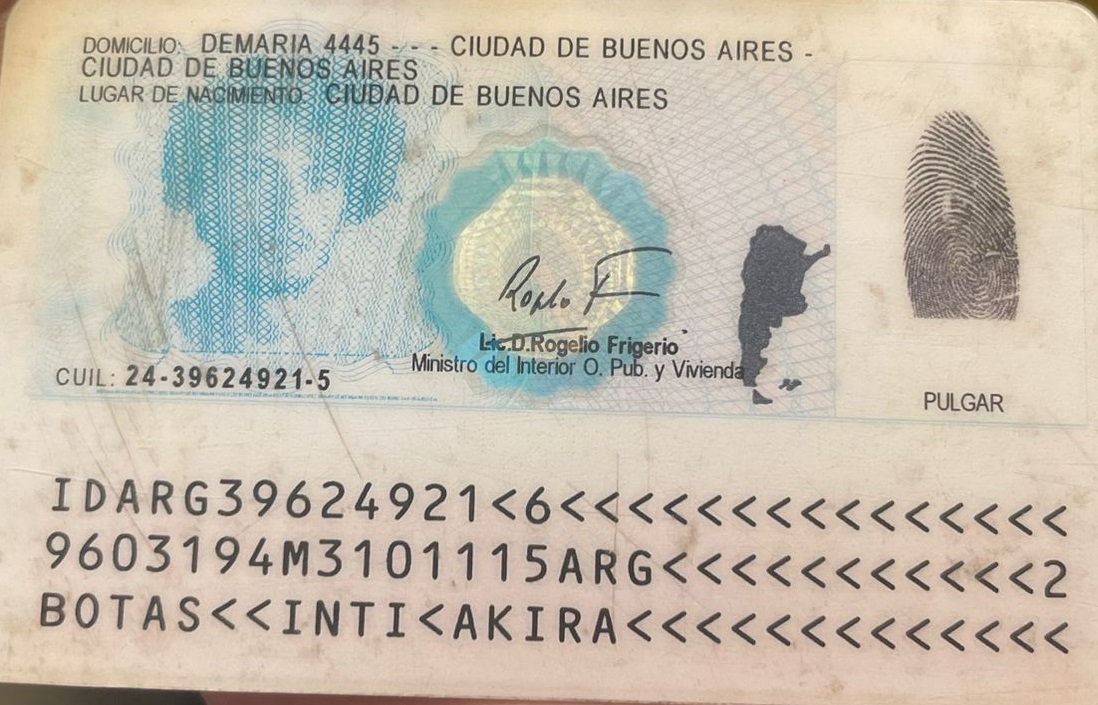 DOMICILIO: DEMARIA 4445 - - - CIUDAD DE BUENOS AIRES -
CIUDAD DE BUENOS AIRES
LUGAR DE NACIMIENTO: CIUDAD DE BUENOS AIRES
Lic.D.Rogelio Frigerio
Ministro del Interior O. Pub. y Vivienda
CUIL: 24-39624921-5
PULGAR
IDARG39624921<6<<<<<<<<<<<<<<<
9603194M3101115ARG<<<<<<<<<<<2
BOTAS<<INTI<AKIRA<<<<<<<<<<<<<